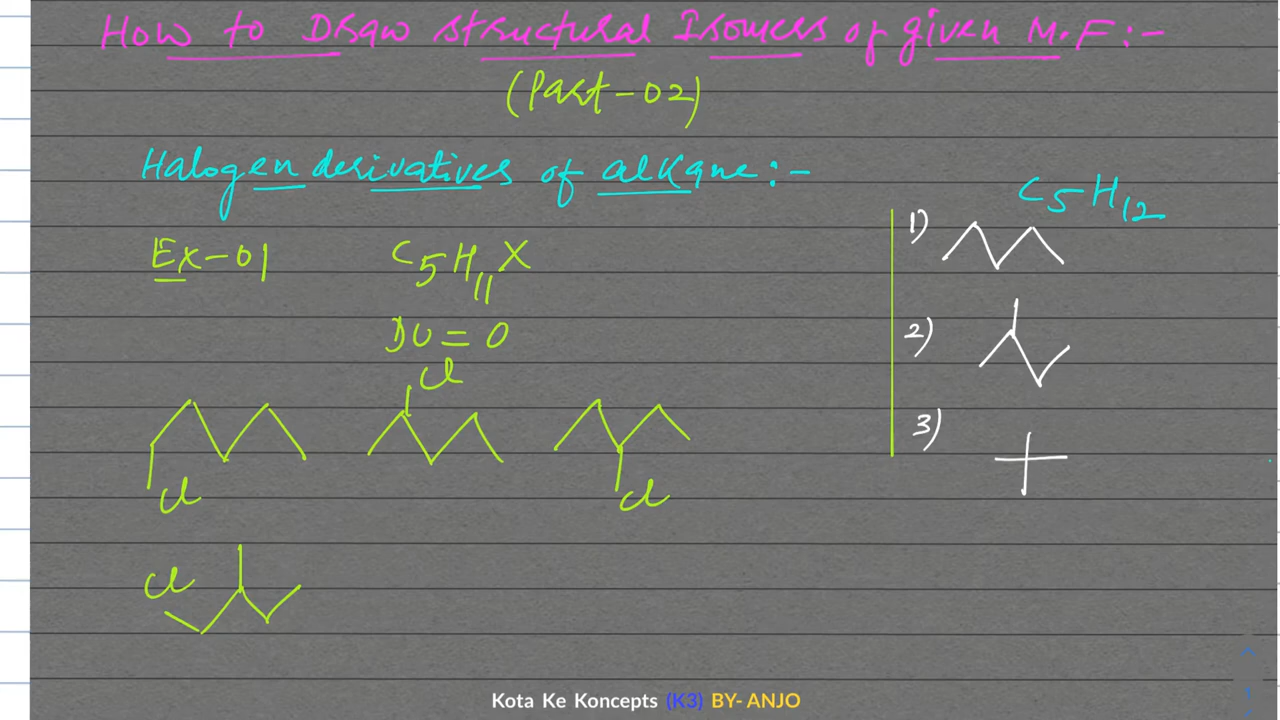 How to Draw structural Isomers of given M.F:-
(Part-02)
Halogen derivatives of alkane:-
C5H12
Ex-01 C5H11X
DU = 0
1)
2)
3)
Cl
Cl
Cl
Cl
Kota Ke Koncepts (K3) BY- ANJO